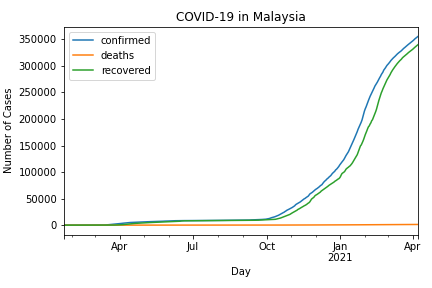 COVID-19 in Malaysia
confirmed
deaths
recovered
Number of Cases
350000
300000
250000
200000
150000
100000
50000
0
Apr
Jul
Oct
Jan
2021
Apr
Day